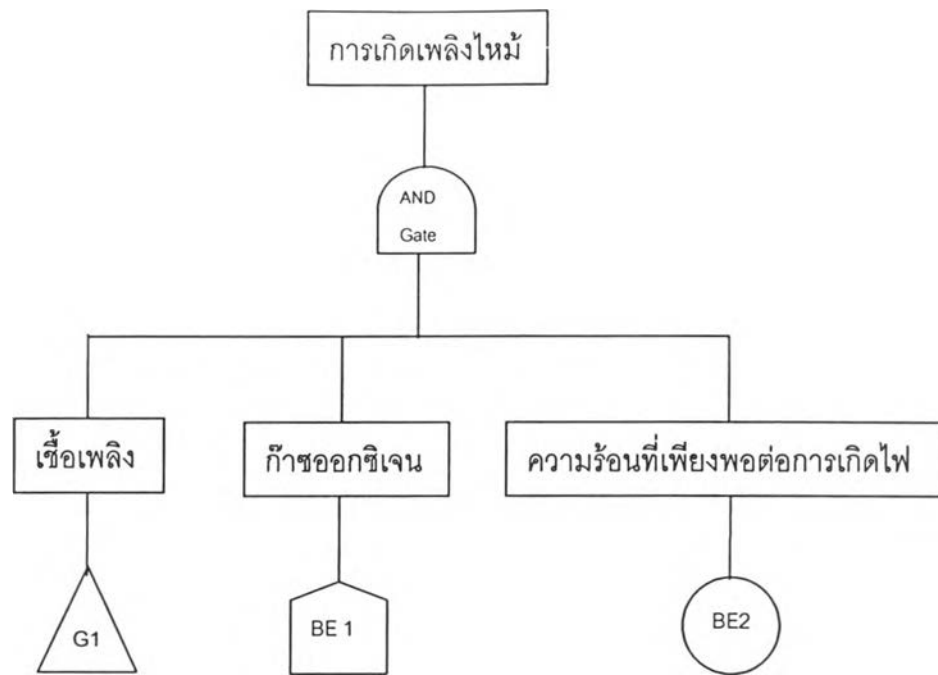 การเกิดเพลิงไหม้
AND
Gate
เชื้อเพลิง
ก๊าซออกซิเจน
ความร้อนที่เพียงพอต่อการเกิดไฟ
G1
BE 1
BE2